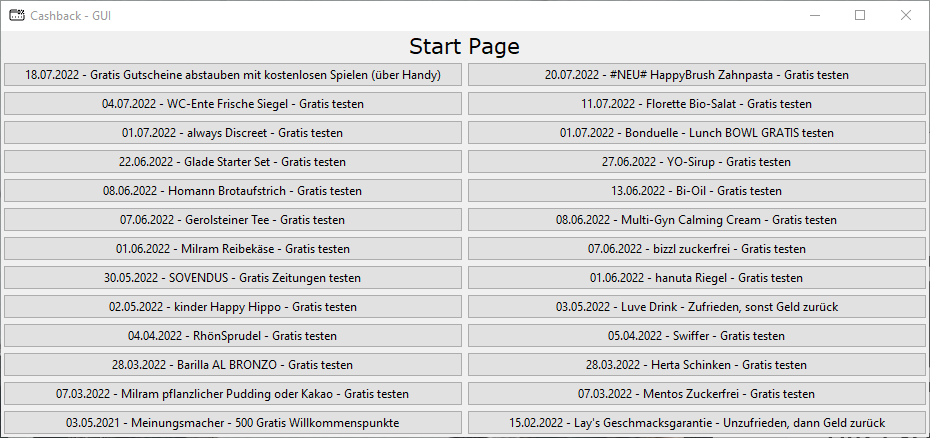 Cashback - GUI
Start Page
18.07.2022 - Gratis Gutscheine abstauben mit kostenlosen Spielen (über Handy)
20.07.2022 - #NEU# HappyBrush Zahnpasta - Gratis testen
04.07.2022 - WC-Ente Frische Siegel - Gratis testen
11.07.2022 - Florette Bio-Salat - Gratis testen
01.07.2022 - always Discreet - Gratis testen
01.07.2022 - Bonduelle - Lunch BOWL GRATIS testen
22.06.2022 - Glade Starter Set - Gratis testen
27.06.2022 - YO-Sirup - Gratis testen
08.06.2022 - Homann Brotaufstrich - Gratis testen
13.06.2022 - Bi-Oil - Gratis testen
07.06.2022 - Gerolsteiner Tee - Gratis testen
08.06.2022 - Multi-Gyn Calming Cream - Gratis testen
01.06.2022 - Milram Reibekäse - Gratis testen
07.06.2022 - bizzl zuckerfrei - Gratis testen
30.05.2022 - SOVENDUS - Gratis Zeitungen testen
01.06.2022 - hanuta Riegel - Gratis testen
02.05.2022 - kinder Happy Hippo - Gratis testen
03.05.2022 - Luve Drink - Zufrieden, sonst Geld zurück
04.04.2022 - RhönSprudel - Gratis testen
05.04.2022 - Swiffer - Gratis testen
28.03.2022 - Barilla AL BRONZO - Gratis testen
28.03.2022 - Herta Schinken - Gratis testen
07.03.2022 - Milram pflanzlicher Pudding oder Kakao - Gratis testen
07.03.2022 - Mentos Zuckerfrei - Gratis testen
03.05.2021 - Meinungsmacher - 500 Gratis Willkommenspunkte
15.02.2022 - Lay's Geschmacksgarantie - Unzufrieden, dann Geld zurück